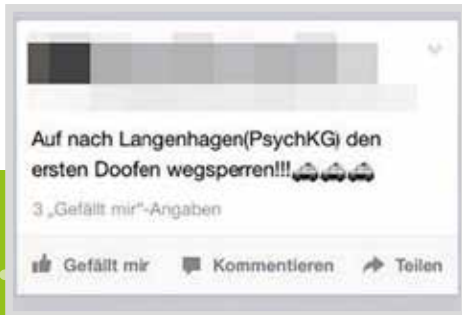 Auf nach Langenhagen(PsychKG) den
ersten Doofen wegsperren!!!🚓🚓🚓
3 „Gefällt mir“-Angaben
Gefällt mir Kommentieren Teilen